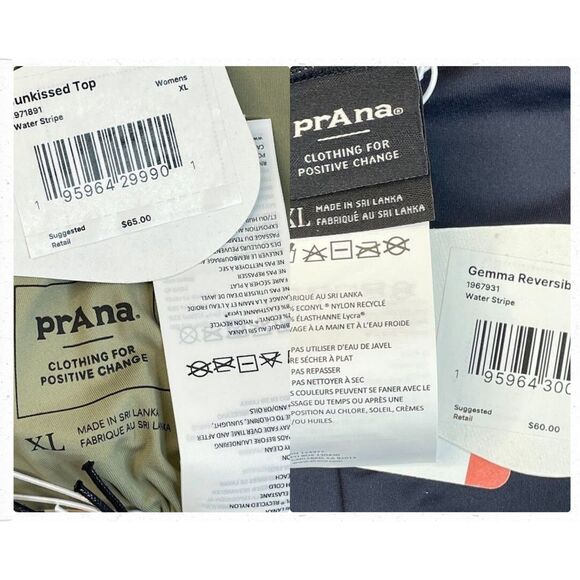 unkissed Top
Womens
XL
971891
Water Stripe
1 95964 29990 1
Suggested
Retail
$65.00
prAna
CLOTHING FOR
POSITIVE CHANGE
XL
MADE IN SRI LANKA
FABRIQUÉ AU SRI LANKA
prAna®
CLOTHING FOR
POSITIVE CHANGE
XL
MADE IN SRI LANKA
FABRIQUÉ AU SRI LANKA
RIQUÉ AU SRI LANKA
% ECONYL® NYLON RECYCLÉ
% ÉLASTHANNE Lycra®
VAGE À LA MAIN ET À L'EAU FROIDE
PAS UTILISER D'EAU DE JAVEL
RE SÉCHER À PLAT
PAS REPASSER
PAS NETTOYER À SEC
S COULEURS PEUVENT SE FANER AVEC LE
SSAGE DU TEMPS OU APRÈS UNE
POSITION AU CHLORE, SOLEIL, CRÈMES
/OU HUILES
Gemma Reversib
1967931
Water Stripe
1 95964 300
Suggested
Retail
$60.00